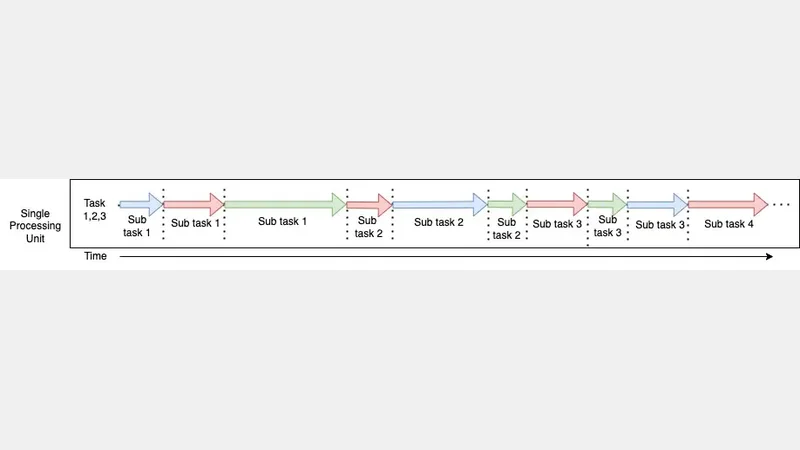 Single
Processing
Unit
Task
1,2,3
Sub
task 1
Sub task 1
Sub task 1
Sub
task 2
Sub task 2
Sub
task 2
Sub task 3
Sub
task 3
Sub task 3
Sub task 4
Time